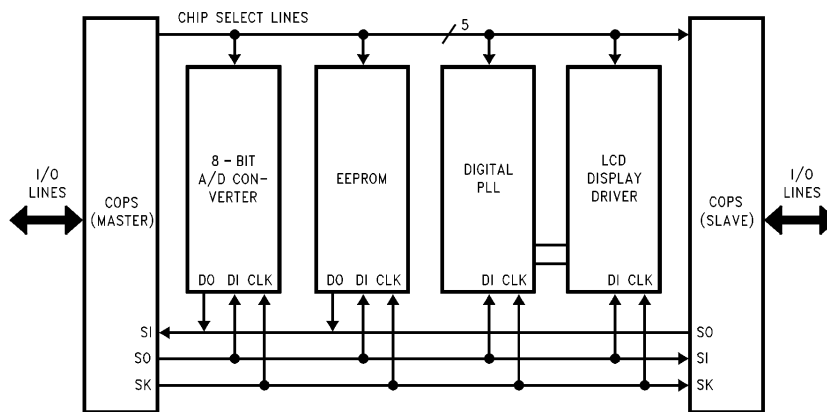 CHIP SELECT LINES
5
I/O
LINES
COPS
(MASTER)
8 - BIT
A/D CON-
VERTER
EEPROM
DIGITAL
PLL
LCD
DISPLAY
DRIVER
COPS
(SLAVE)
I/O
LINES
DO DI CLK
DO DI CLK
DI CLK
DI CLK
SI
SO
SK
SO
SI
SK